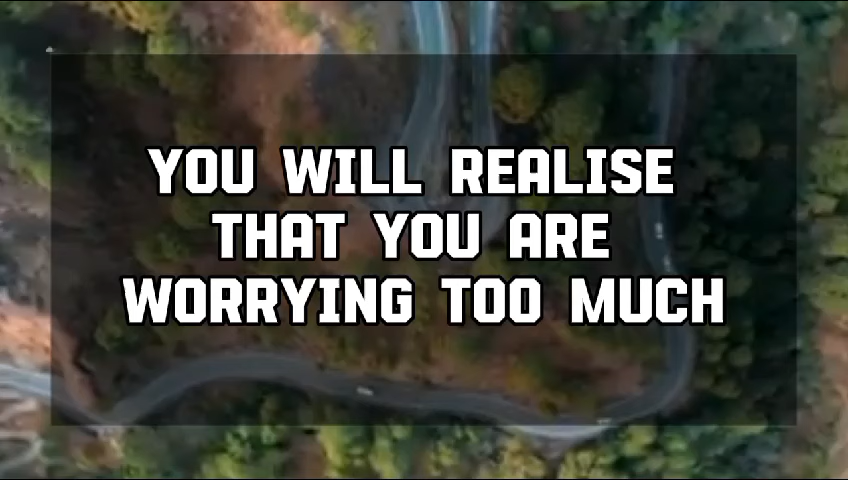 YOU WILL REALISE
THAT YOU ARE
WORRYING TOO MUCH